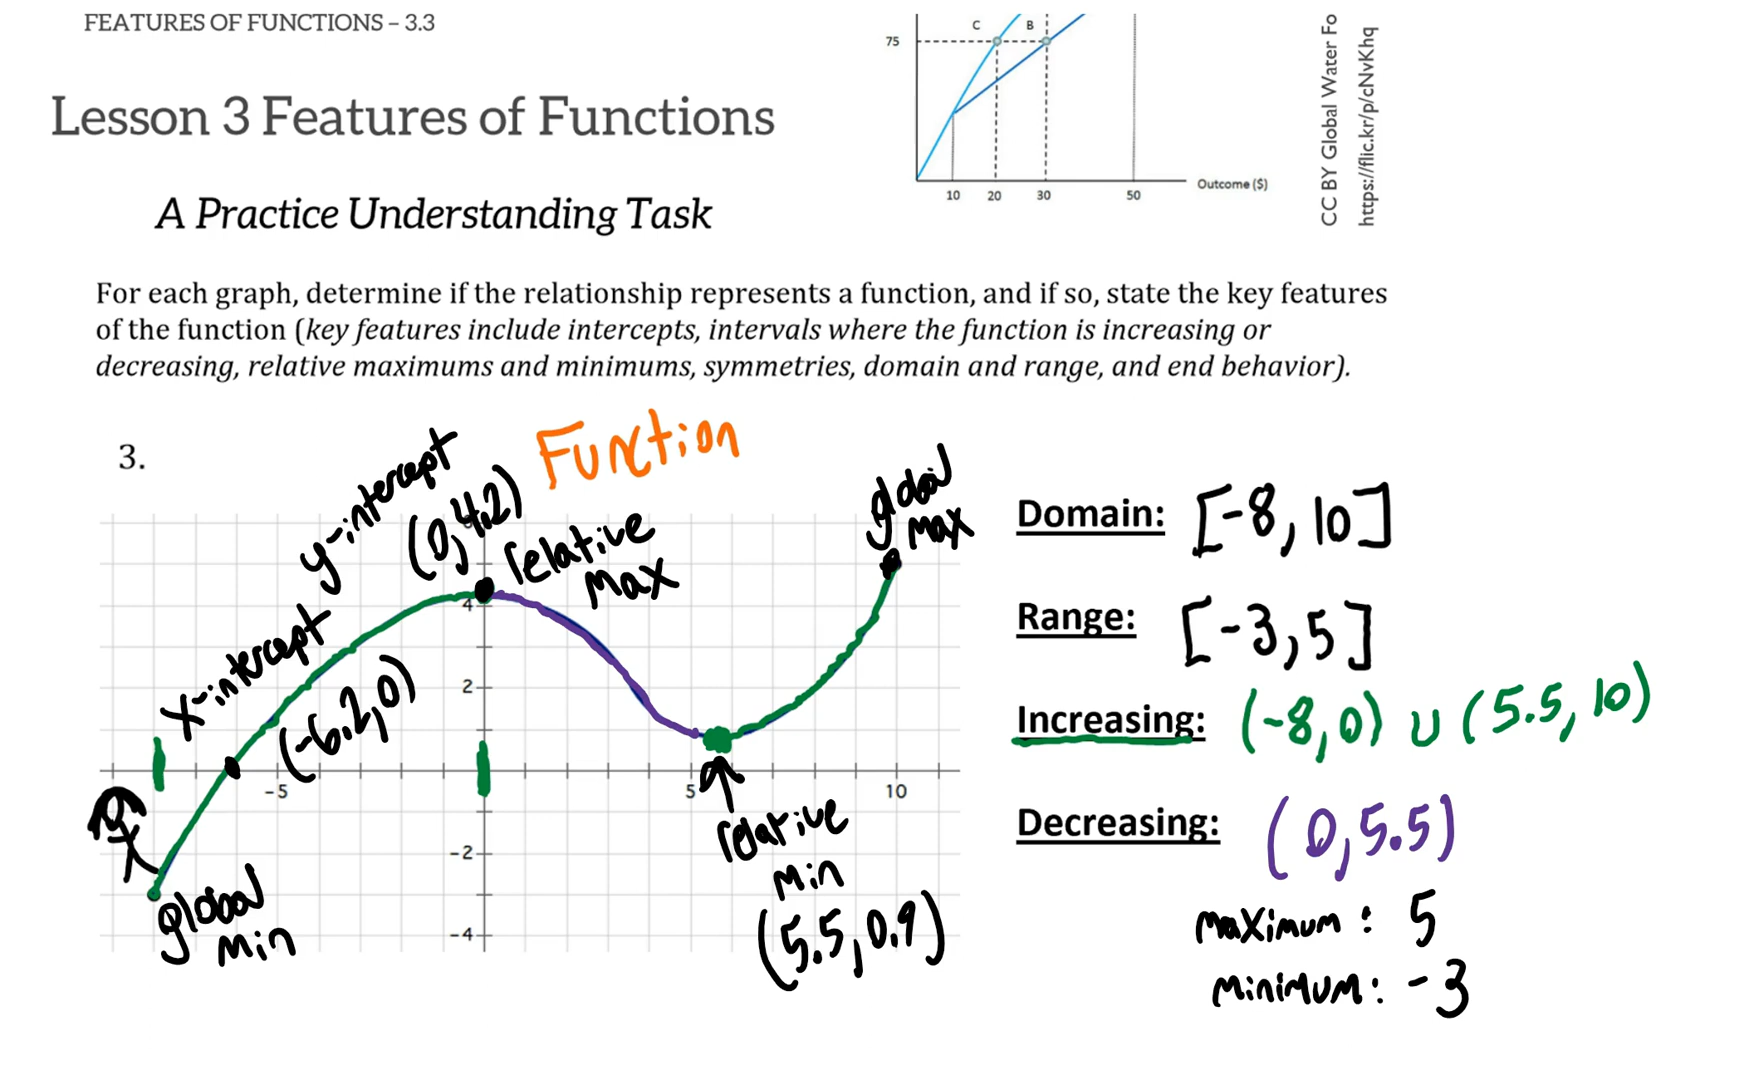 FEATURES OF FUNCTIONS – 3.3
C B
75
10 20 30 50
Outcome ($)
CC BY Global Water Fo
https://flic.kr/p/cNvKhq
Lesson 3 Features of Functions
A Practice Understanding Task
For each graph, determine if the relationship represents a function, and if so, state the key features
of the function (key features include intercepts, intervals where the function is increasing or
decreasing, relative maximums and minimums, symmetries, domain and range, and end behavior).
3.
Function
y-intercept
(0, 4.2)
relative
max
global
max
x-intercept
(-6.2, 0)
4
2
-5 5 10
-2
-4
global
min
relative
min
(5.5, 0.9)
Domain: [-8, 10]
Range: [-3, 5]
Increasing: (-8, 0) ∪ (5.5, 10)
Decreasing: (0, 5.5)
maximum: 5
minimum: -3